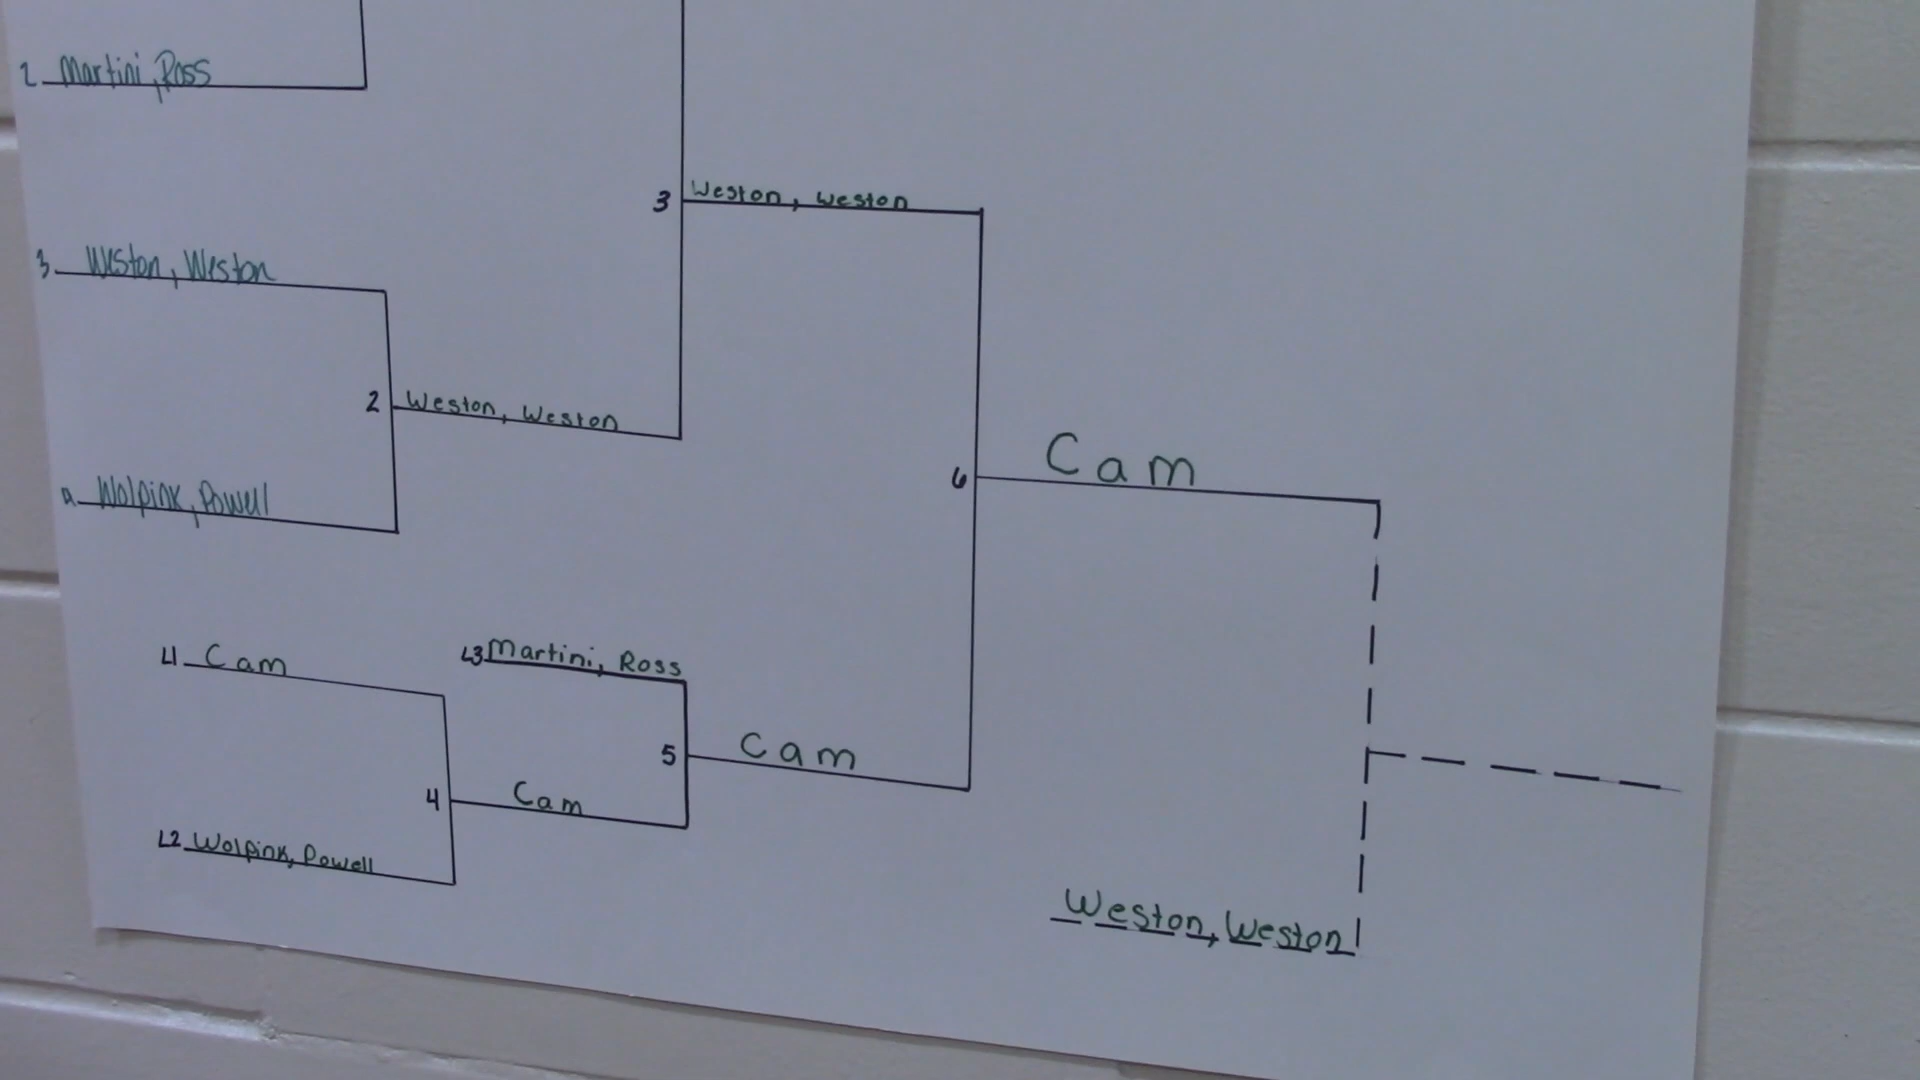 2 Martini, Ross
3 Weston, Weston
3 Weston, Weston
2 Weston, Weston
a Wolpink, Powell
6 Cam
L1 Cam
L3 Martini, Ross
5 Cam
4 Cam
L2 Wolpink, Powell
Weston, Weston